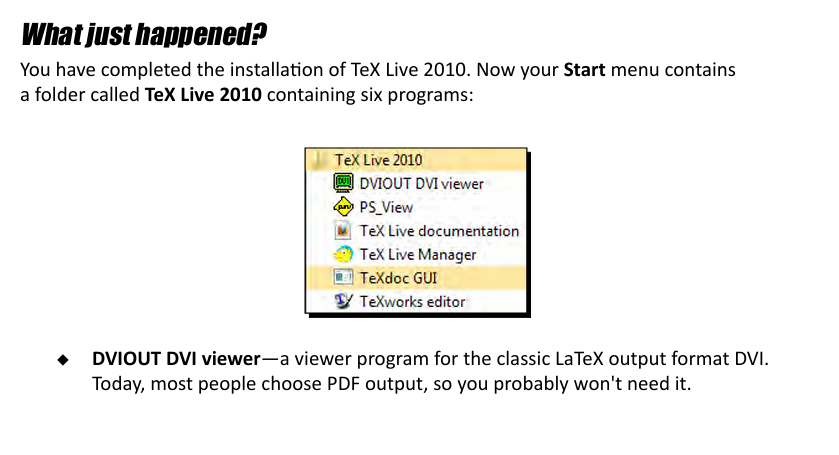 What just happened?
You have completed the installation of TeX Live 2010. Now your Start menu contains
a folder called TeX Live 2010 containing six programs:
TeX Live 2010
DVIOUT DVI viewer
PS_View
TeX Live documentation
TeX Live Manager
TeXdoc GUI
TeXworks editor
◆ DVIOUT DVI viewer—a viewer program for the classic LaTeX output format DVI.
Today, most people choose PDF output, so you probably won't need it.